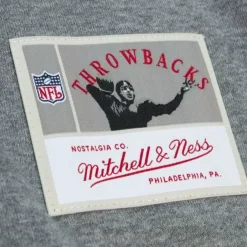 THROWBACKS
NFL
NOSTALGIA CO.
Mitchell & Ness
PHILADELPHIA, PA.